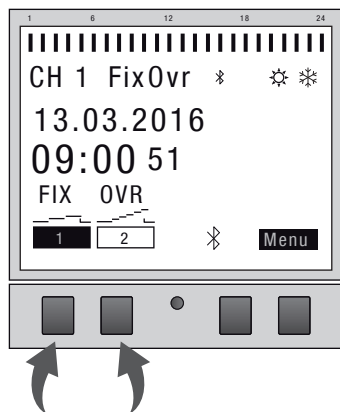 1 6 12 18 24
CH 1 FixOvr
13.03.2016
09:00 51
FIX OVR
1 2 Menu